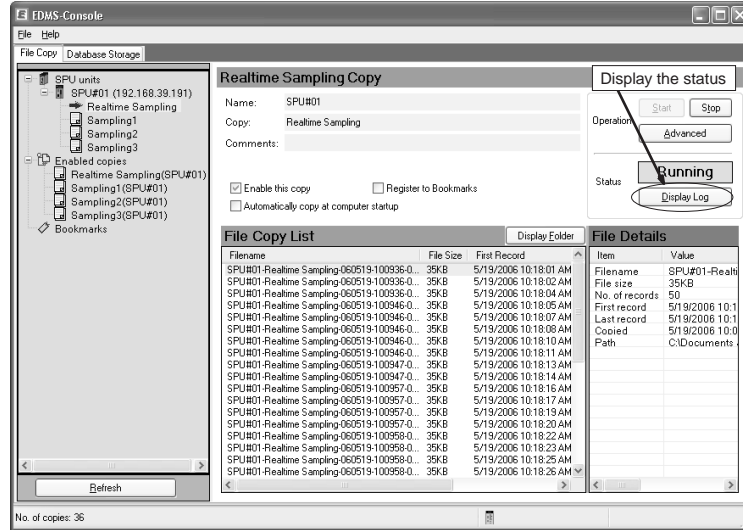 EDMS-Console
File Help
File Copy Database Storage
SPU units
SPU#01 (192.168.39.191)
Realtime Sampling
Sampling1
Sampling2
Sampling3
Enabled copies
Realtime Sampling(SPU#01)
Sampling1(SPU#01)
Sampling2(SPU#01)
Sampling3(SPU#01)
Bookmarks
Refresh
Realtime Sampling Copy
Display the status
Name: SPU#01
Copy: Realtime Sampling
Comments:
Enable this copy Register to Bookmarks
Automatically copy at computer startup
Operation Start Stop
Advanced
Status Running
Display Log
File Copy List Display Folder
Filename File Size First Record
SPU#01-Realtime Sampling-060519-100936-0... 35KB 5/19/2006 10:18:01 AM
SPU#01-Realtime Sampling-060519-100936-0... 35KB 5/19/2006 10:18:02 AM
SPU#01-Realtime Sampling-060519-100936-0... 35KB 5/19/2006 10:18:04 AM
SPU#01-Realtime Sampling-060519-100946-0... 35KB 5/19/2006 10:18:05 AM
SPU#01-Realtime Sampling-060519-100946-0... 35KB 5/19/2006 10:18:07 AM
SPU#01-Realtime Sampling-060519-100946-0... 35KB 5/19/2006 10:18:08 AM
SPU#01-Realtime Sampling-060519-100946-0... 35KB 5/19/2006 10:18:10 AM
SPU#01-Realtime Sampling-060519-100946-0... 35KB 5/19/2006 10:18:11 AM
SPU#01-Realtime Sampling-060519-100947-0... 35KB 5/19/2006 10:18:13 AM
SPU#01-Realtime Sampling-060519-100947-0... 35KB 5/19/2006 10:18:14 AM
SPU#01-Realtime Sampling-060519-100957-0... 35KB 5/19/2006 10:18:16 AM
SPU#01-Realtime Sampling-060519-100957-0... 35KB 5/19/2006 10:18:17 AM
SPU#01-Realtime Sampling-060519-100957-0... 35KB 5/19/2006 10:18:19 AM
SPU#01-Realtime Sampling-060519-100957-0... 35KB 5/19/2006 10:18:20 AM
SPU#01-Realtime Sampling-060519-100958-0... 35KB 5/19/2006 10:18:22 AM
SPU#01-Realtime Sampling-060519-100958-0... 35KB 5/19/2006 10:18:23 AM
SPU#01-Realtime Sampling-060519-100958-0... 35KB 5/19/2006 10:18:25 AM
SPU#01-Realtime Sampling-060519-100958-0... 35KB 5/19/2006 10:18:26 AM
File Details
Item Value
Filename SPU#01-Realti
File size 35KB
No. of records 50
First record 5/19/2006 10:1
Last record 5/19/2006 10:1
Copied 5/19/2006 10:0
Path C:\Documents
No. of copies: 36